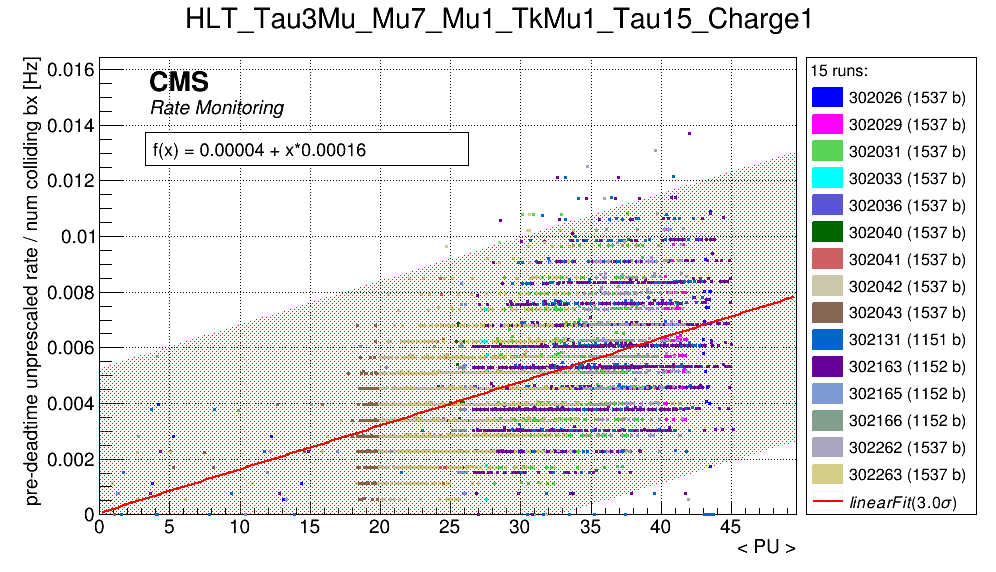 HLT_Tau3Mu_Mu7_Mu1_TkMu1_Tau15_Charge1
pre-deadtime unprescaled rate / num colliding bx [Hz]
0.016
0.014
0.012
0.01
0.008
0.006
0.004
0.002
0
CMS
Rate Monitoring
f(x) = 0.00004 + x*0.00016
0 5 10 15 20 25 30 35 40 45
< PU >
15 runs:
302026 (1537 b)
302029 (1537 b)
302031 (1537 b)
302033 (1537 b)
302036 (1537 b)
302040 (1537 b)
302041 (1537 b)
302042 (1537 b)
302043 (1537 b)
302131 (1151 b)
302163 (1152 b)
302165 (1152 b)
302166 (1152 b)
302262 (1537 b)
302263 (1537 b)
linearFit(3.0σ)